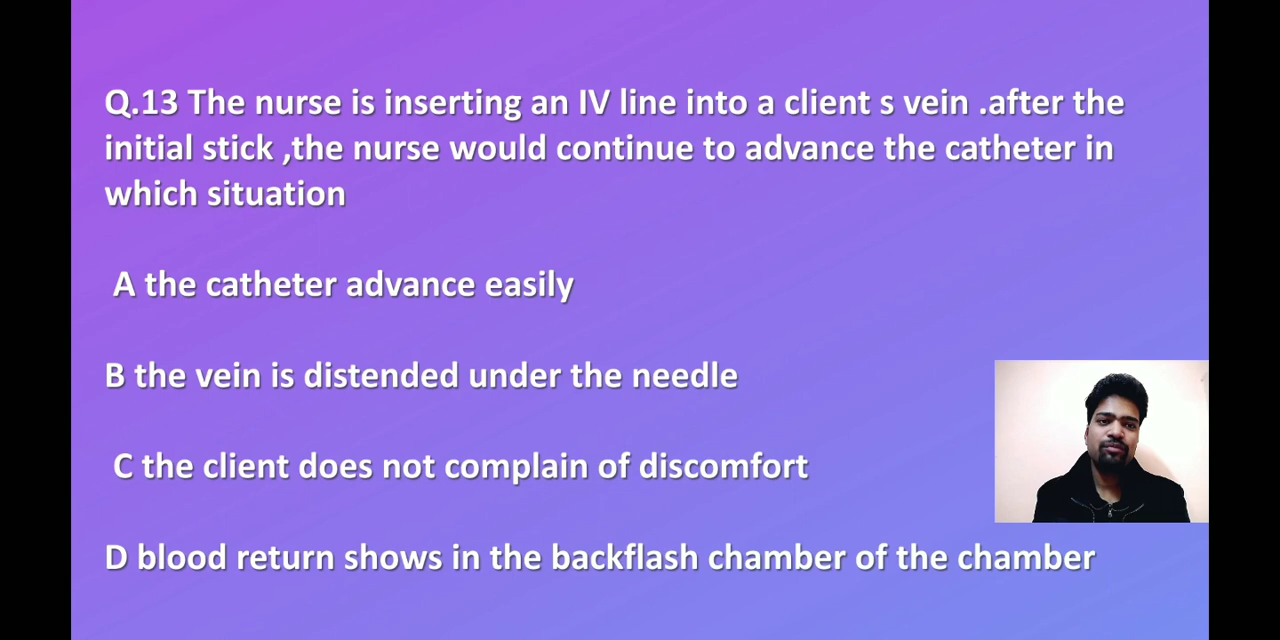 Q.13 The nurse is inserting an IV line into a client s vein .after the
initial stick ,the nurse would continue to advance the catheter in
which situation
A the catheter advance easily
B the vein is distended under the needle
C the client does not complain of discomfort
D blood return shows in the backflash chamber of the chamber